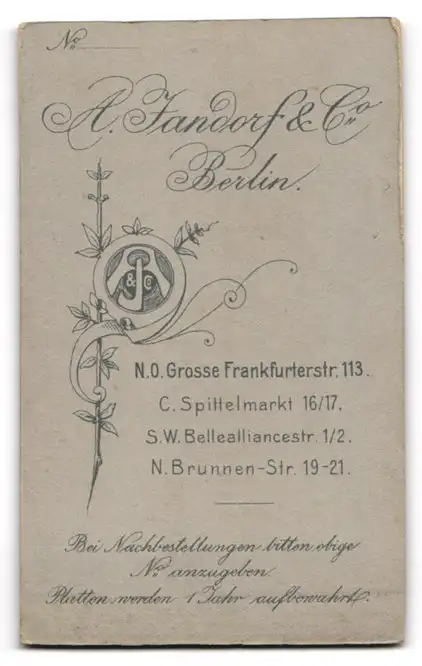 No
A. Jandorf & Co
Berlin.
A J & Co
N.O. Grosse Frankfurterstr. 113.
C. Spittelmarkt 16/17.
S.W. Bellealliancestr. 1/2.
N. Brunnen-Str. 19-21.
Bei Nachbestellungen bitten obige
No anzugeben.
Platten werden 1 Jahr aufbewahrt.